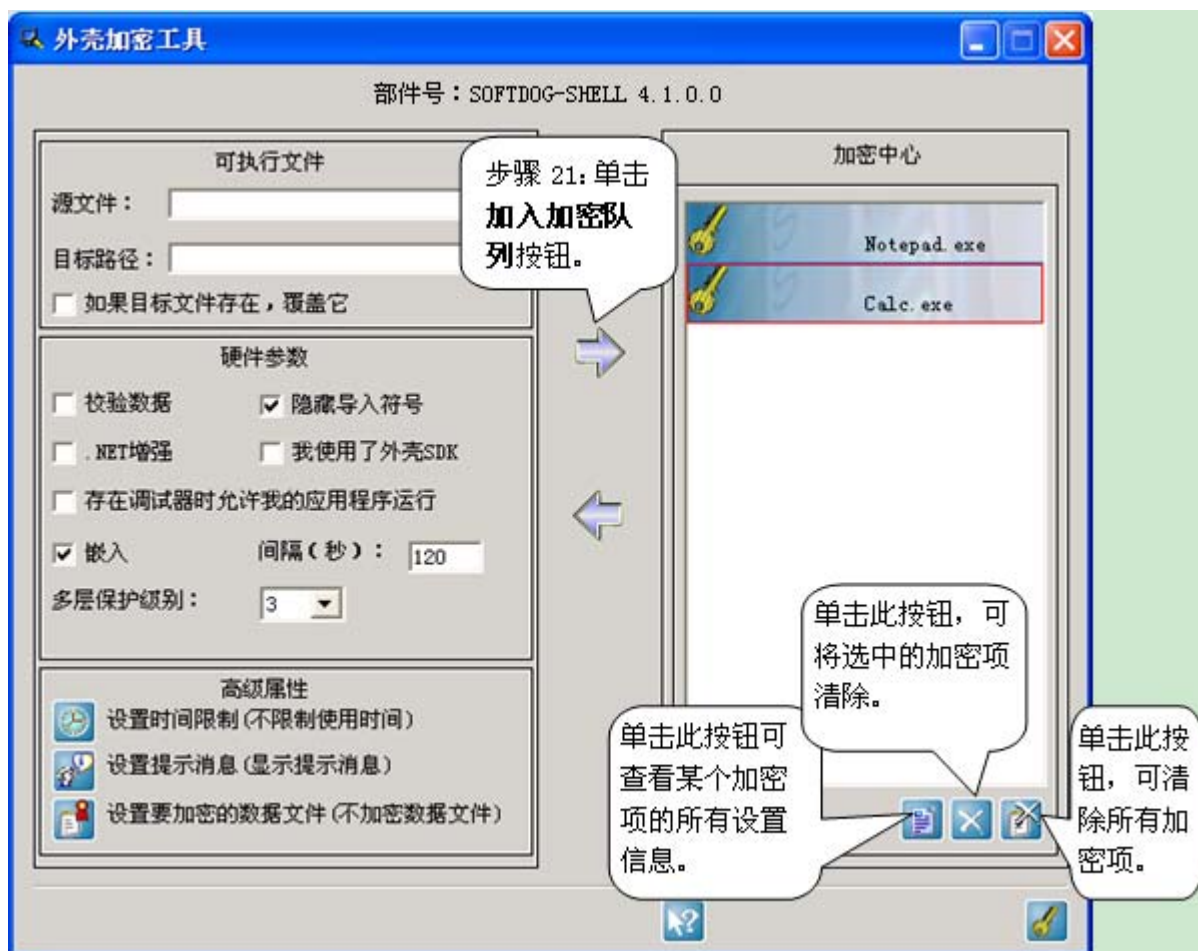 外壳加密工具
部件号：SOFTDOG-SHELL 4.1.0.0
可执行文件
源文件：
目标路径：
如果目标文件存在，覆盖它
硬件参数
校验数据
隐藏导入符号
.NET增强
我使用了外壳SDK
存在调试器时允许我的应用程序运行
嵌入
间隔（秒）：
120
多层保护级别：
3
高级属性
设置时间限制(不限制使用时间)
设置提示消息(显示提示消息)
设置要加密的数据文件(不加密数据文件)
步骤 21：单击
加入加密队
列按钮。
加密中心
Notepad.exe
Calc.exe
单击此按钮，可
将选中的加密项
清除。
单击此按钮可
查看某个加密
项的所有设置
信息。
单击此按
钮，可清
除所有加
密项。